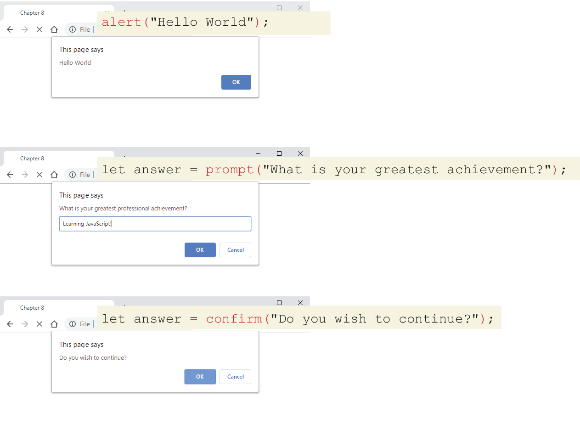 Chapter 8
alert("Hello World");
File
This page says
Hello World
OK
Chapter 8
let answer = prompt("What is your greatest achievement?");
File
This page says
What is your greatest professional achievement?
Learning JavaScript
OK Cancel
Chapter 8
let answer = confirm("Do you wish to continue?");
File
This page says
Do you wish to continue?
OK Cancel